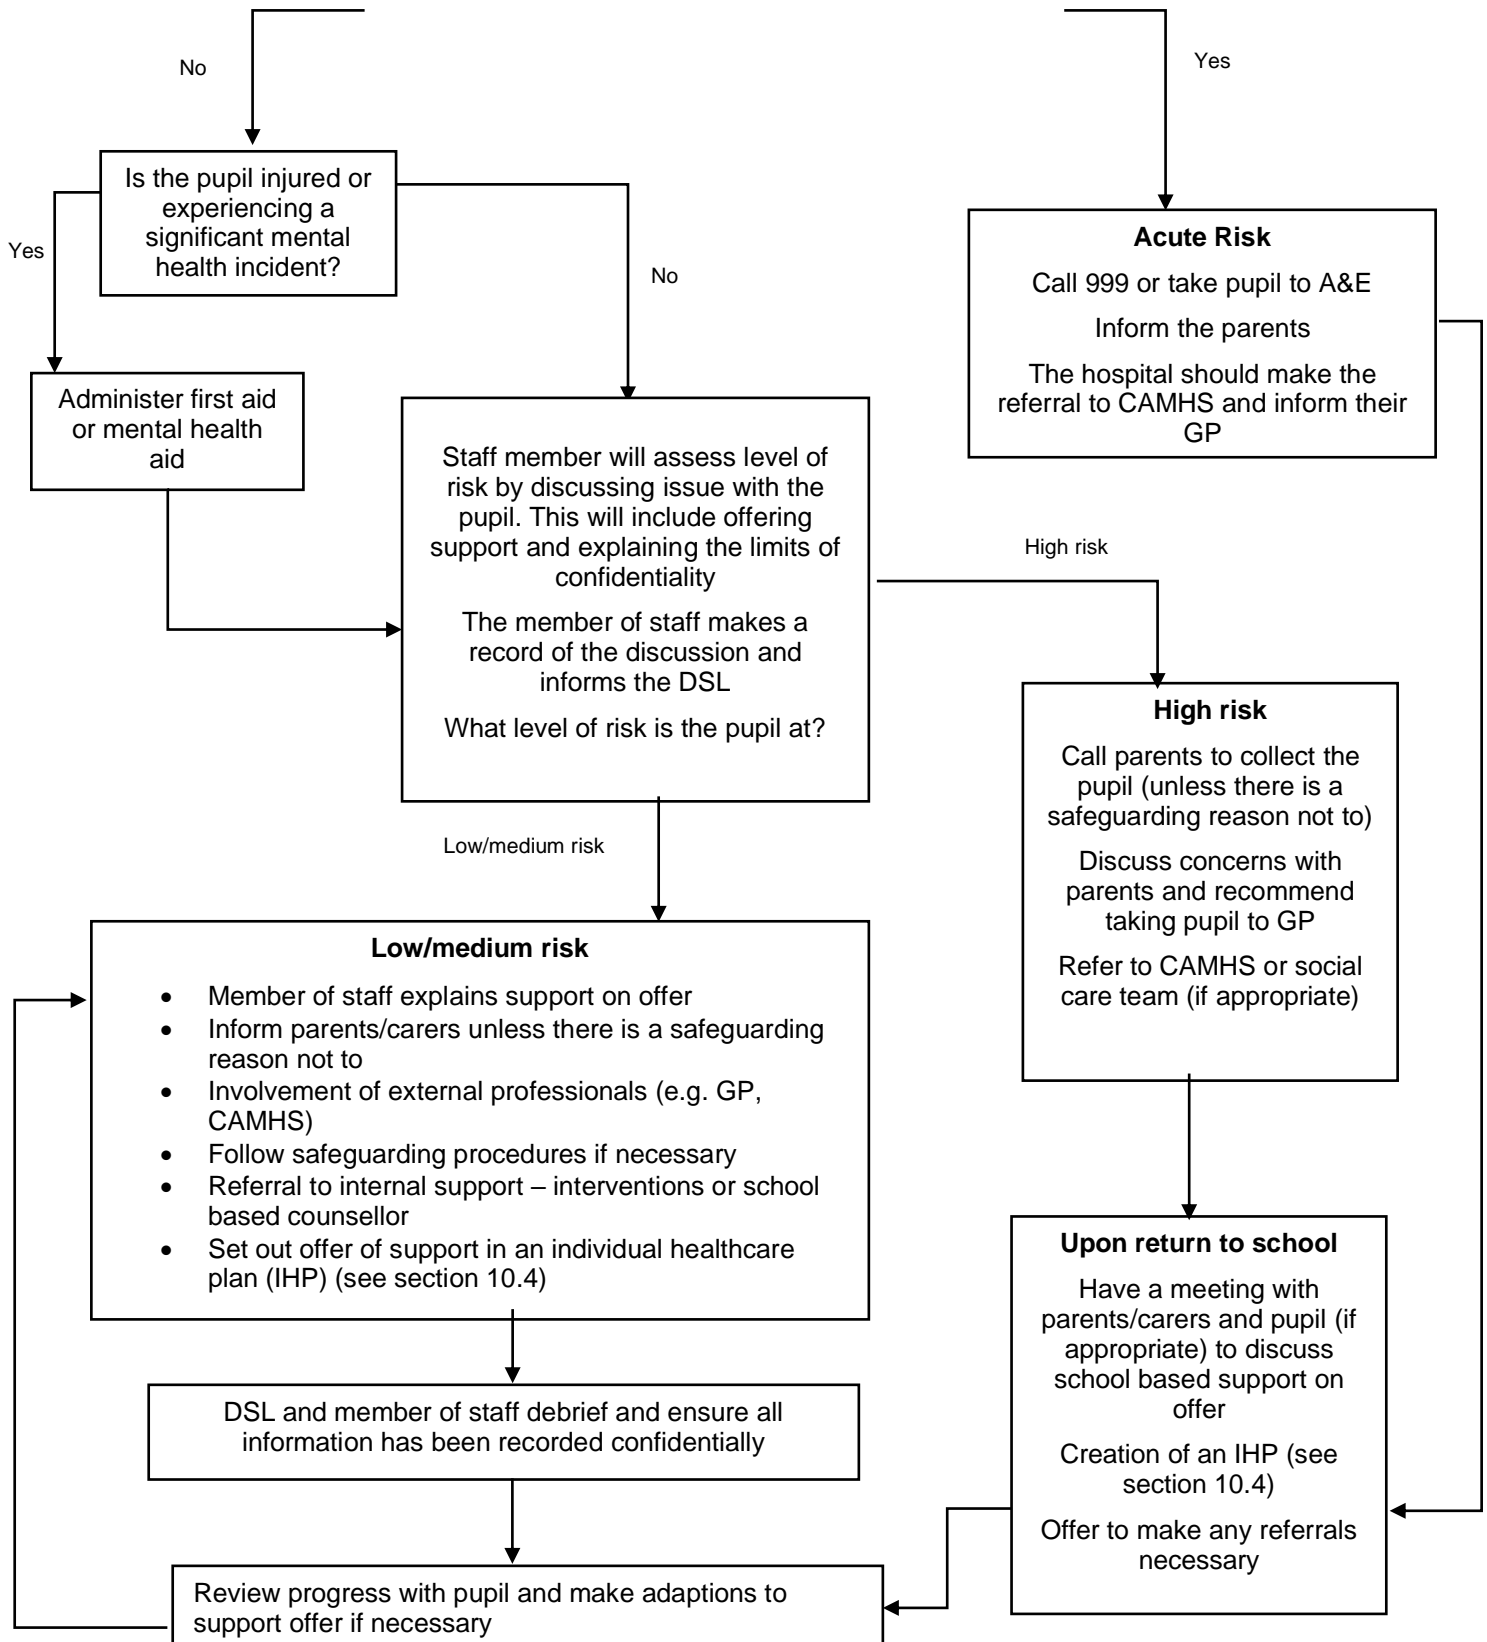 No
Yes
Is the pupil injured or
experiencing a
significant mental
health incident?
Yes
No
Acute Risk
Call 999 or take pupil to A&E
Inform the parents
The hospital should make the
referral to CAMHS and inform their
GP
Administer first aid
or mental health
aid
Staff member will assess level of
risk by discussing issue with the
pupil. This will include offering
support and explaining the limits of
confidentiality
The member of staff makes a
record of the discussion and
informs the DSL
What level of risk is the pupil at?
High risk
High risk
Call parents to collect the
pupil (unless there is a
safeguarding reason not to)
Discuss concerns with
parents and recommend
taking pupil to GP
Refer to CAMHS or social
care team (if appropriate)
Low/medium risk
Low/medium risk
• Member of staff explains support on offer
• Inform parents/carers unless there is a safeguarding
reason not to
• Involvement of external professionals (e.g. GP,
CAMHS)
• Follow safeguarding procedures if necessary
• Referral to internal support – interventions or school
based counsellor
• Set out offer of support in an individual healthcare
plan (IHP) (see section 10.4)
Upon return to school
Have a meeting with
parents/carers and pupil (if
appropriate) to discuss
school based support on
offer
Creation of an IHP (see
section 10.4)
Offer to make any referrals
necessary
DSL and member of staff debrief and ensure all
information has been recorded confidentially
Review progress with pupil and make adaptions to
support offer if necessary